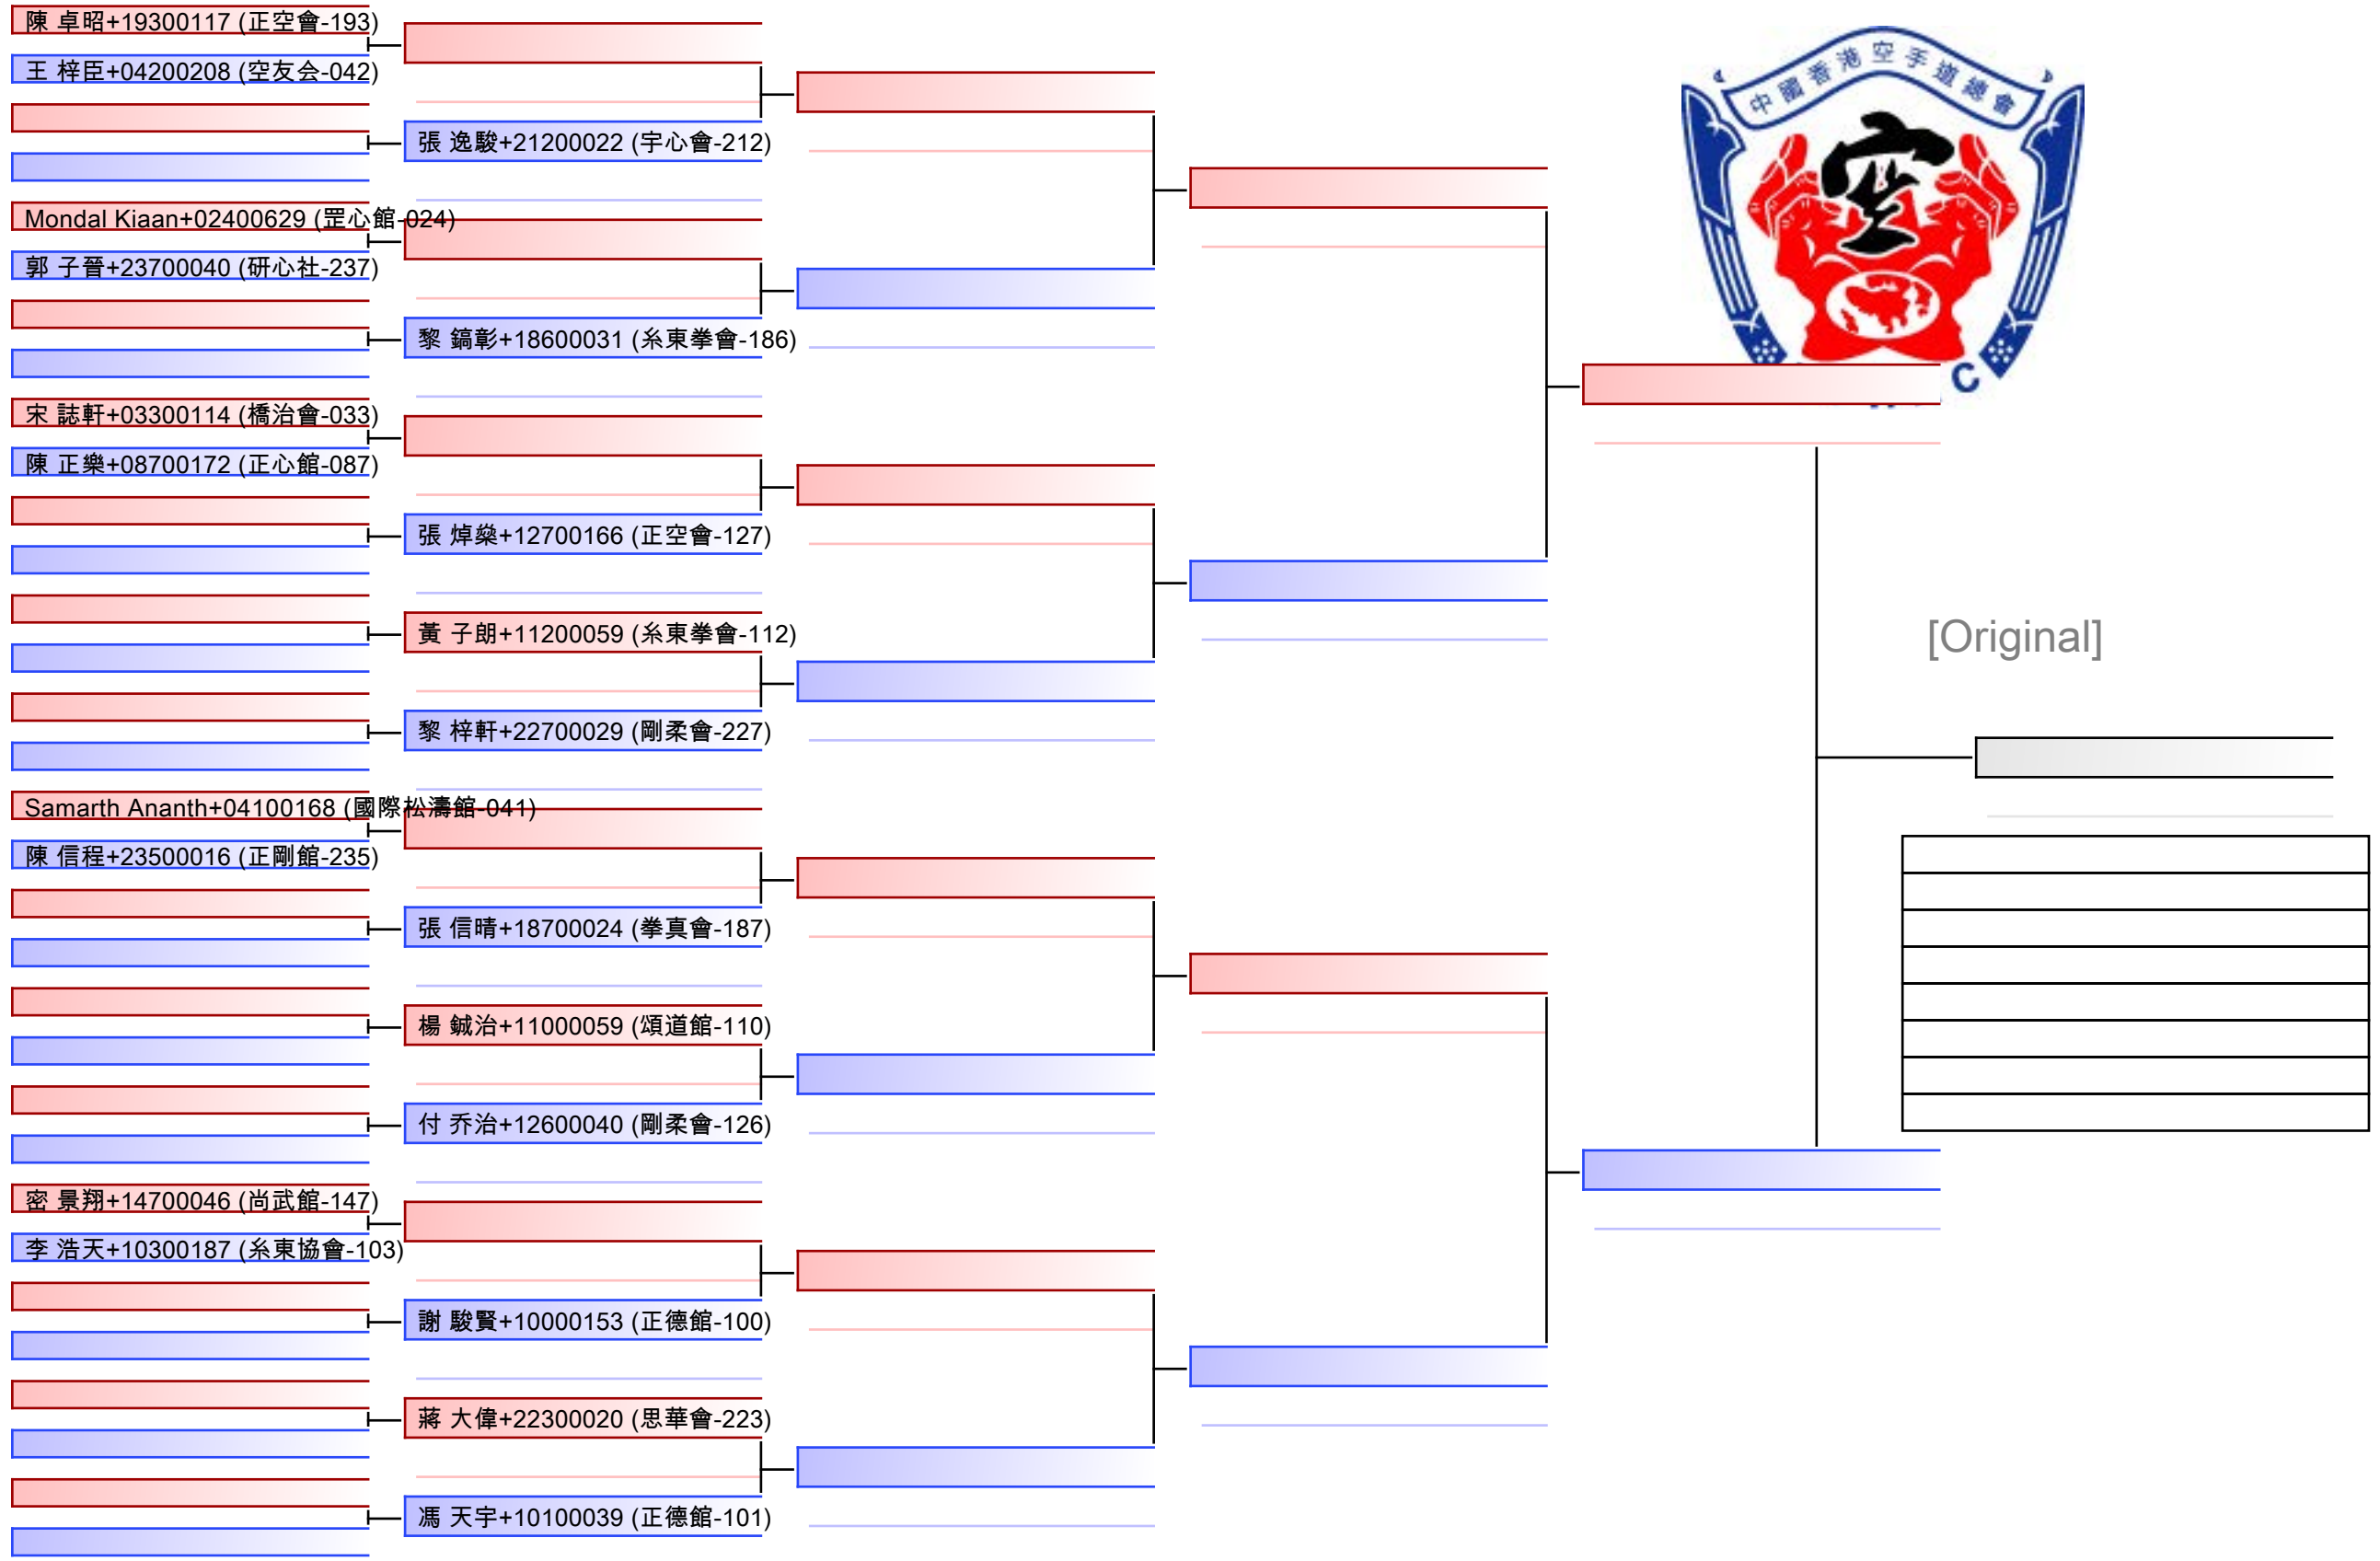 陳 卓昭+19300117 (正空會-193)
王 梓臣+04200208 (空友会-042)
張 逸駿+21200022 (宇心會-212)
Mondal Kiaan+02400629 (罡心館-024)
郭 子晉+23700040 (研心社-237)
黎 鎬彰+18600031 (糸東拳會-186)
宋 誌軒+03300114 (橋治會-033)
陳 正樂+08700172 (正心館-087)
張 焯燊+12700166 (正空會-127)
黃 子朗+11200059 (糸東拳會-112)
黎 梓軒+22700029 (剛柔會-227)
Samarth Ananth+04100168 (國際松濤館-041)
陳 信程+23500016 (正剛館-235)
張 信晴+18700024 (拳真會-187)
楊 鋮治+11000059 (頌道館-110)
付 乔治+12600040 (剛柔會-126)
密 景翔+14700046 (尚武館-147)
李 浩天+10300187 (糸東協會-103)
謝 駿賢+10000153 (正德館-100)
蔣 大偉+22300020 (思華會-223)
馮 天宇+10100039 (正德館-101)
中國香港空手道總會
空
C
[Original]